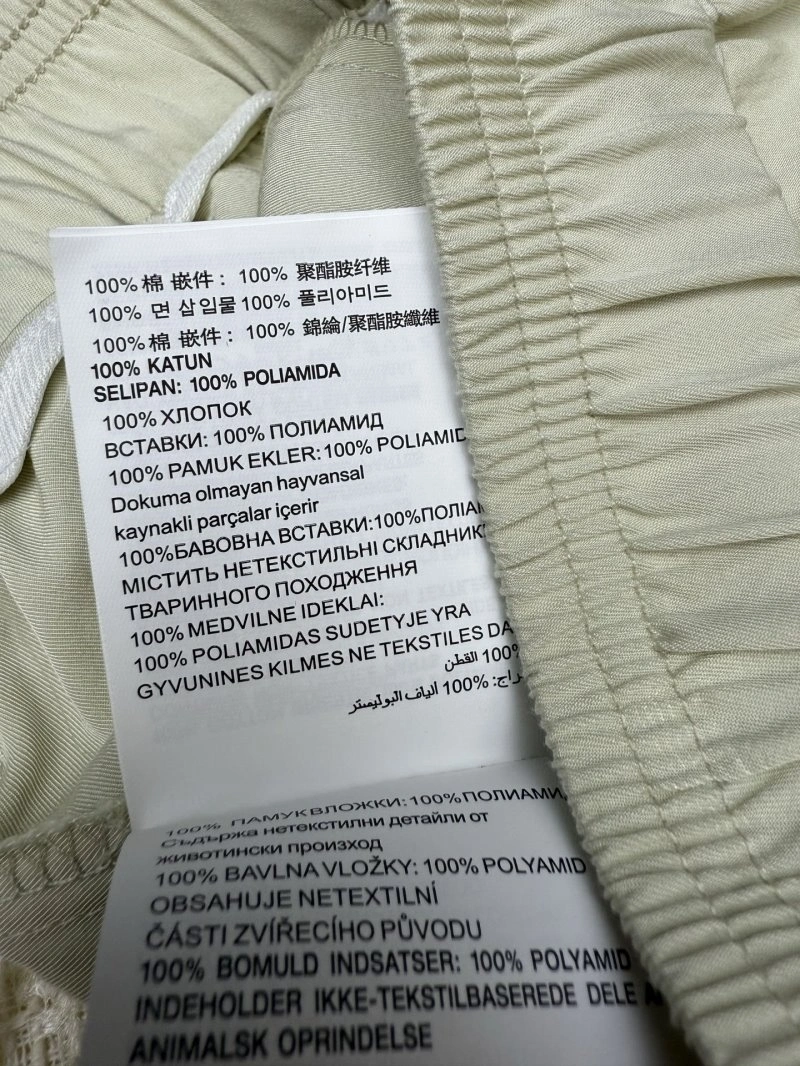 100%棉 嵌件： 100% 聚酯胺纤维
100% 면 삽입물 100% 폴리아미드
100%棉 嵌件： 100% 錦綸/聚酯胺纖維
100% KATUN
SELIPAN: 100% POLIAMIDA
100% ХЛОПОК
ВСТАВКИ: 100% ПОЛИАМИД
100% PAMUK EKLER: 100% POLIAMID
Dokuma olmayan hayvansal
kaynakli parçalar içerir
100%БАВОВНА ВСТАВКИ:100%ПОЛІА
МІСТИТЬ НЕТЕКСТИЛЬНІ СКЛАДНИК
ТВАРИННОГО ПОХОДЖЕННЯ
100% MEDVILNE IDEKLAI:
100% POLIAMIDAS SUDETYJE YRA
GYVUNINES KILMES NE TEKSTILES DA
100% القطن
راج: 100% الياف البوليستر
100% ПАМУК ВЛОЖКИ: 100%ПОЛИАМИ
Съдържа нетекстилни детайли от
животински произход
100% BAVLNA VLOŽKY: 100% POLYAMID
OBSAHUJE NETEXTILNÍ
ČÁSTI ZVÍŘECÍHO PŮVODU
100% BOMULD INDSATSER: 100% POLYAMID
INDEHOLDER IKKE-TEKSTILBASEREDE DELE A
ANIMALSK OPRINDELSE